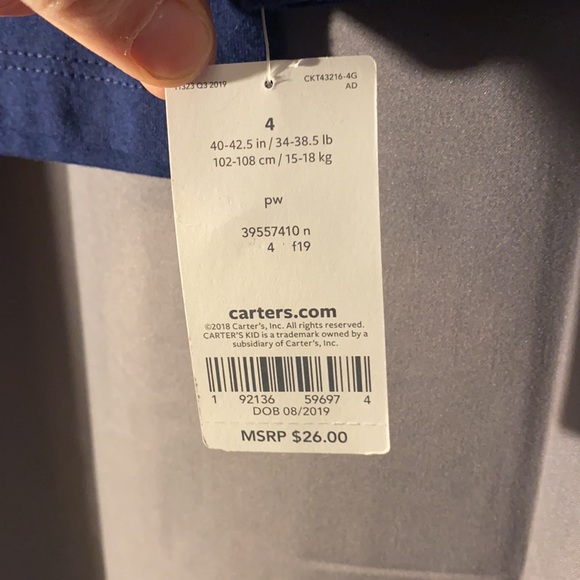 Q3 2019 CKT43216-4G
AD
4
40-42.5 in / 34-38.5 lb
102-108 cm / 15-18 kg
pw
39557410 n
4 f19
carters.com
©2018 Carter's, Inc. All rights reserved.
CARTER'S KID is a trademark owned by a
subsidiary of Carter's, Inc.
1 92136 59697 4
DOB 08/2019
MSRP $26.00